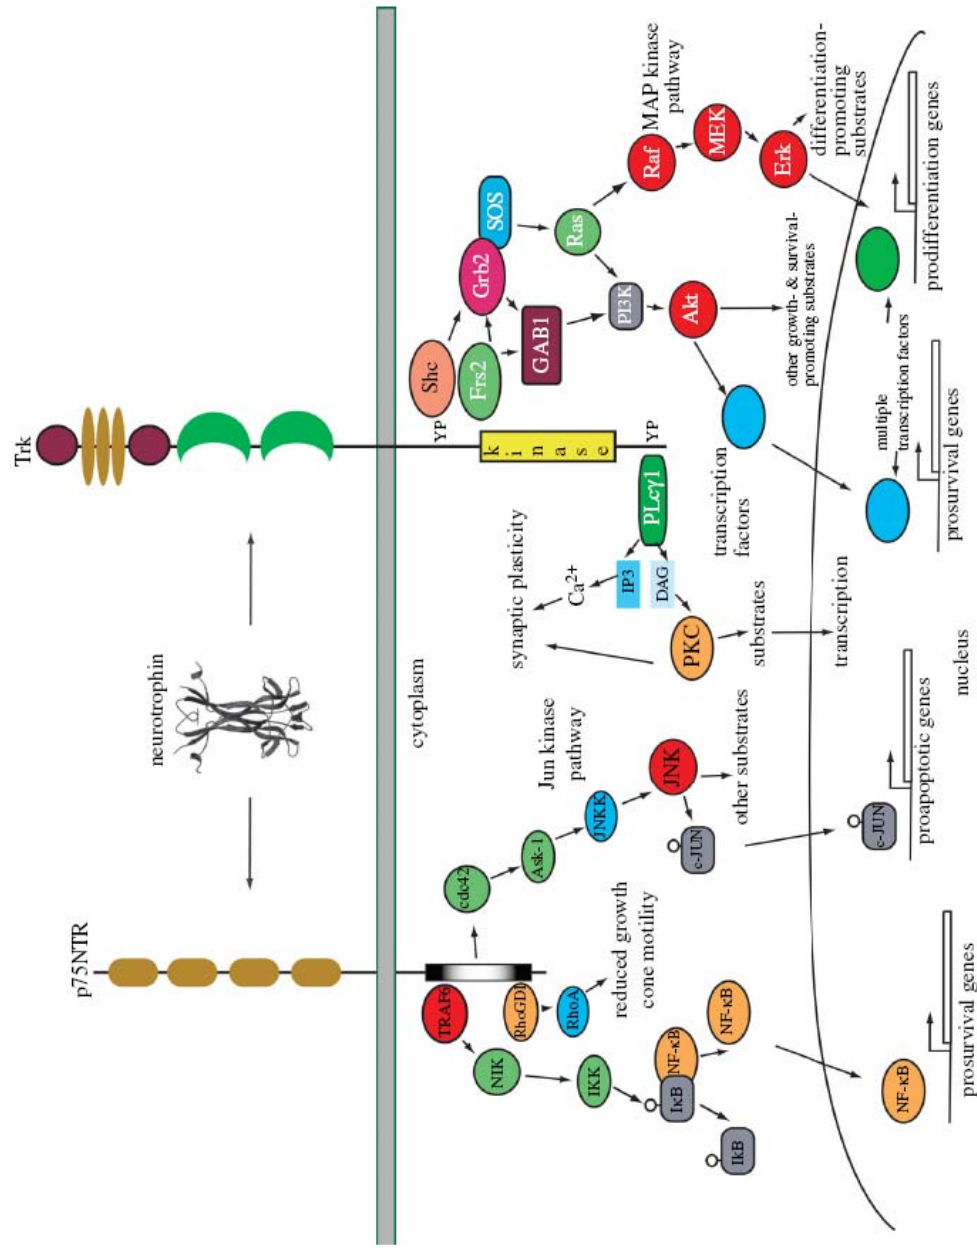 neurotrophin
p75NTR
Trk
cytoplasm
TRAF6
NIK
IKK
IκB
NF-κB
IkB
NF-κB
NF-κB
prosurvival genes
RhoGDI
RhoA
reduced growth
cone motility
cdc42
Ask-1
JNKK
JNK
Jun kinase
pathway
c-JUN
other substrates
c-JUN
proapoptotic genes
nucleus
synaptic plasticity
Ca2+
IP3
DAG
PLcγ1
PKC
substrates
transcription
kinase
YP
YP
Shc
Frs2
Grb2
SOS
GAB1
Ras
PI3K
Akt
transcription
factors
other growth- & survival-
promoting substrates
Raf
MAP kinase
pathway
MEK
Erk
differentiation-
promoting
substrates
multiple
transcription factors
prosurvival genes
prodifferentiation genes